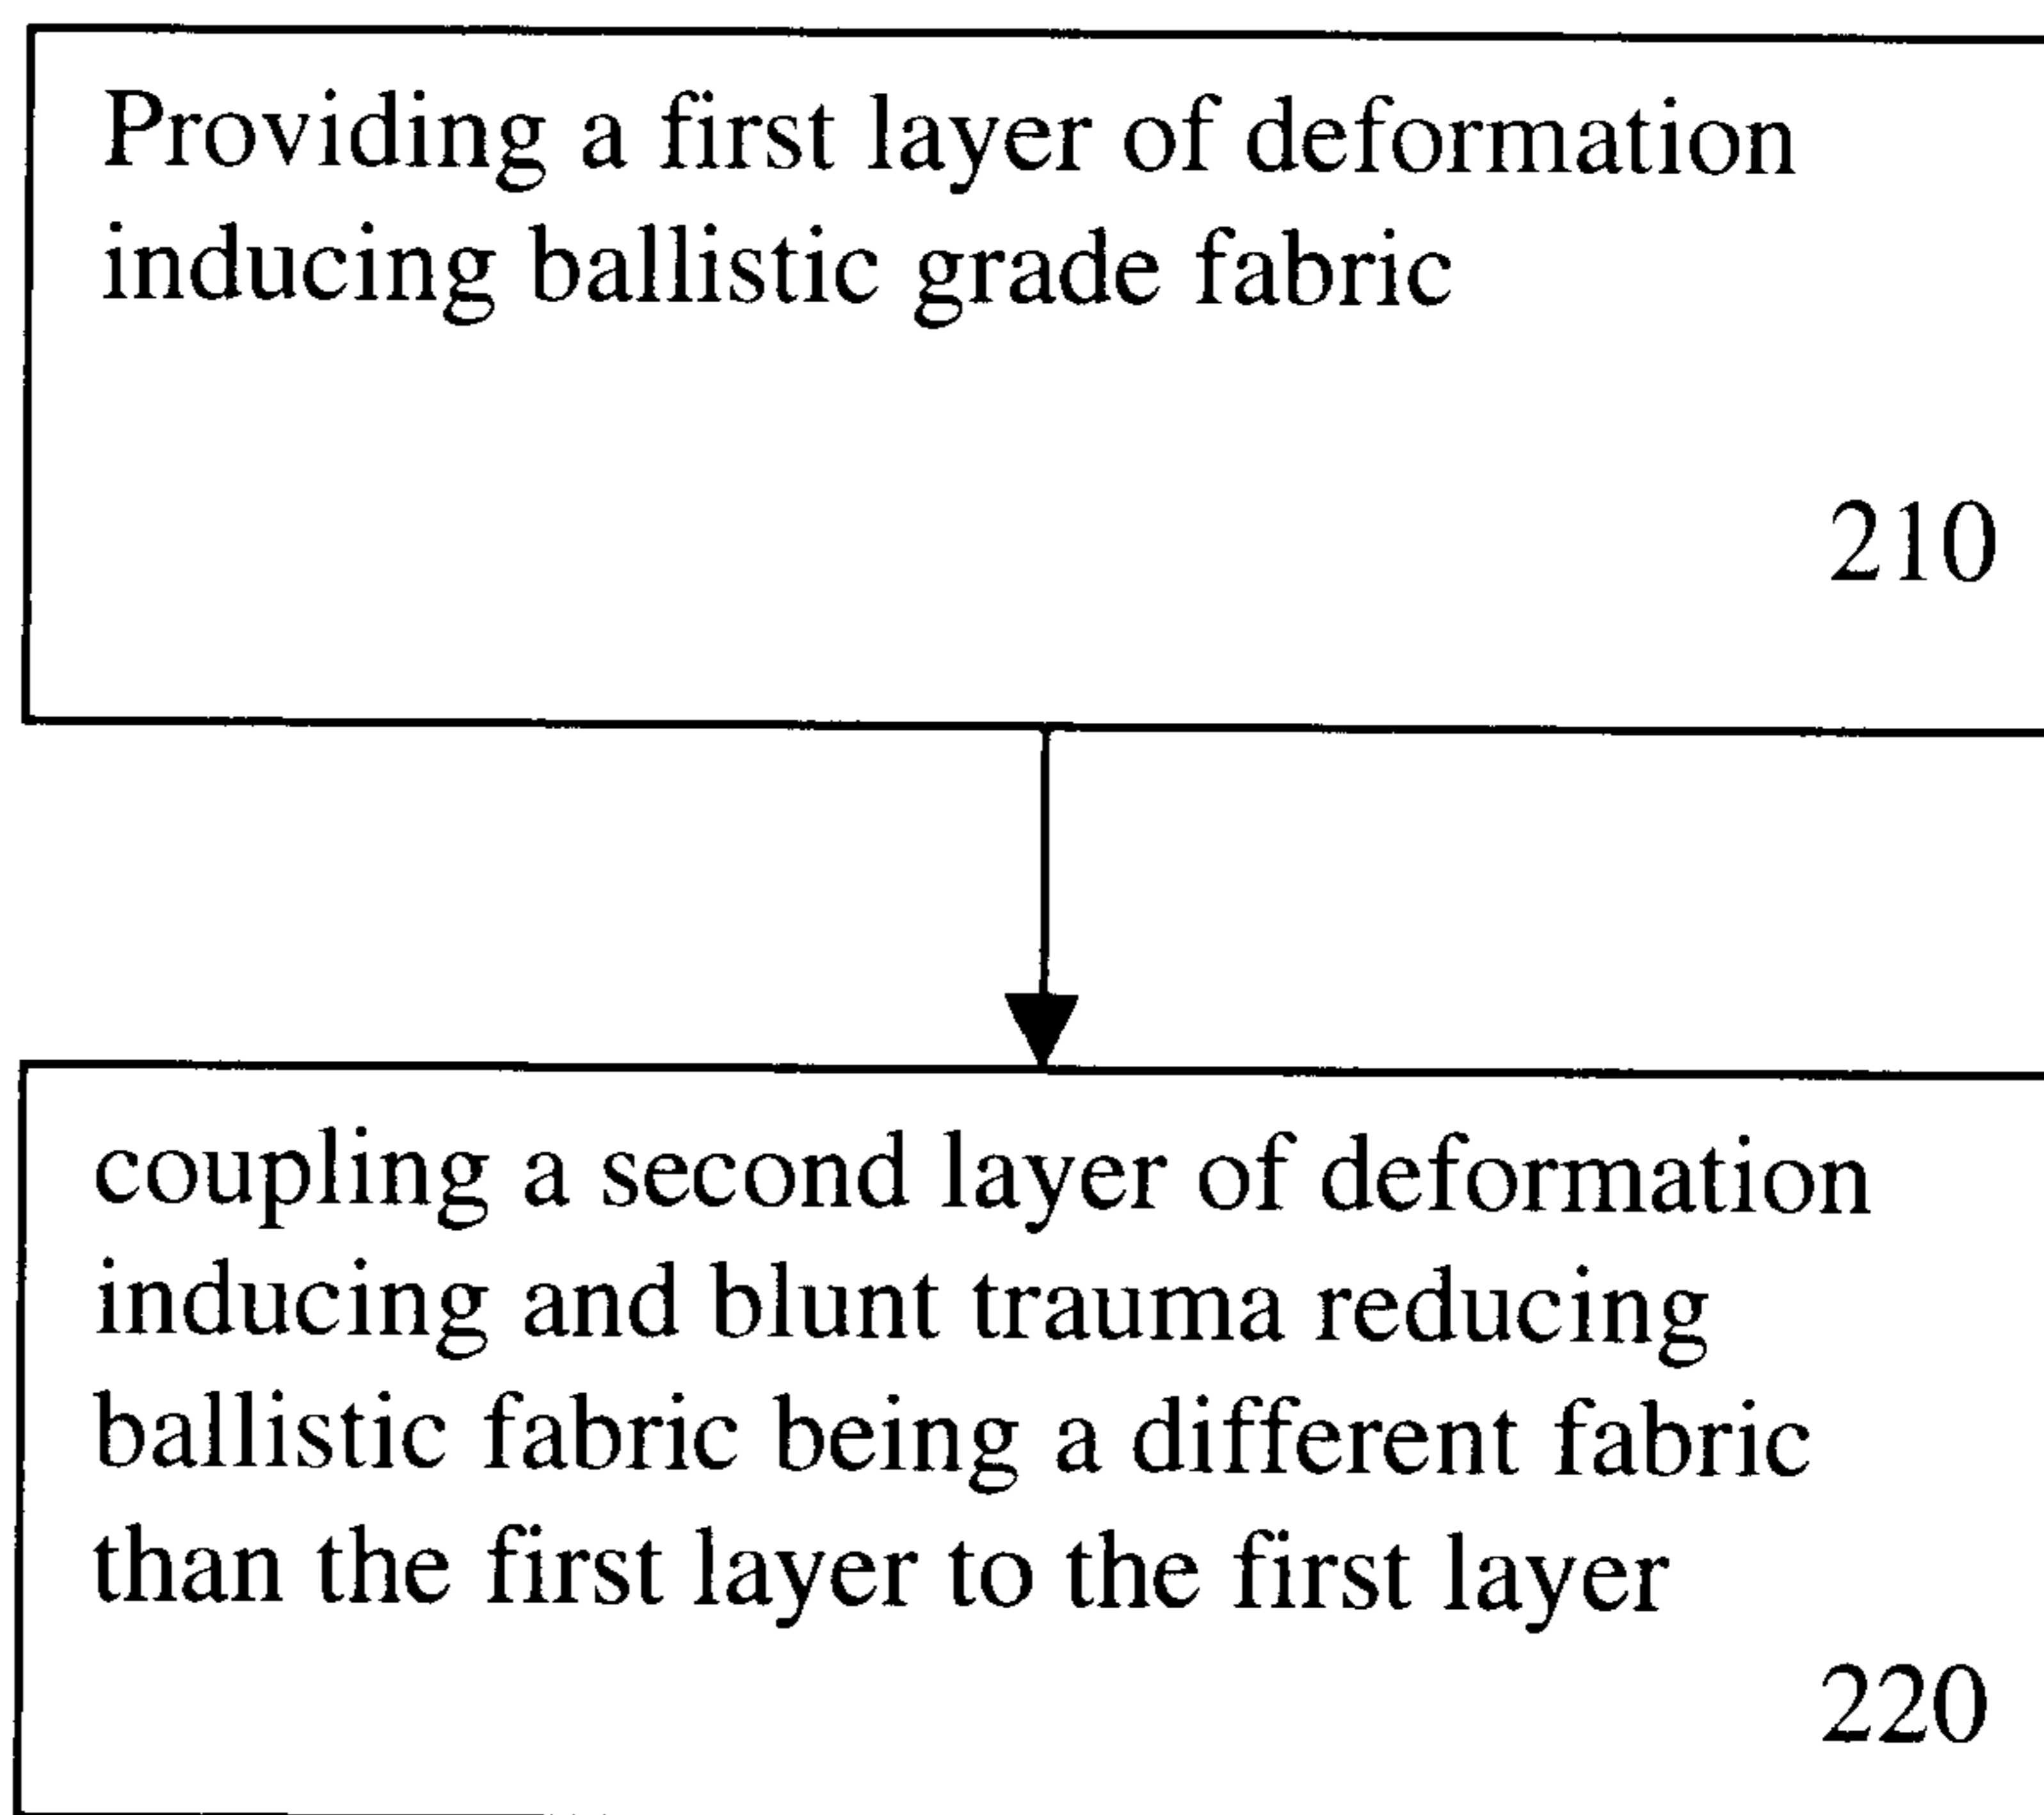 Providing a first layer of deformation
inducing ballistic grade fabric
210
coupling a second layer of deformation
inducing and blunt trauma reducing
ballistic fabric being a different fabric
than the first layer to the first layer
220